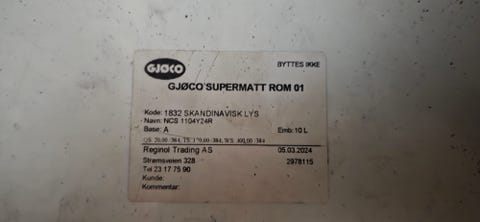 GJØCO
BYTTES IKKE
GJØCO SUPERMATT ROM 01
Kode: 1832 SKANDINAVISK LYS
Navn: NCS 1104Y24R
Base: A
Emb: 10 L
Reginol Trading AS
05.03.2024
Strømsveien 328
2978115
Tel 23 17 75 90
Kunde:
Kommentar: